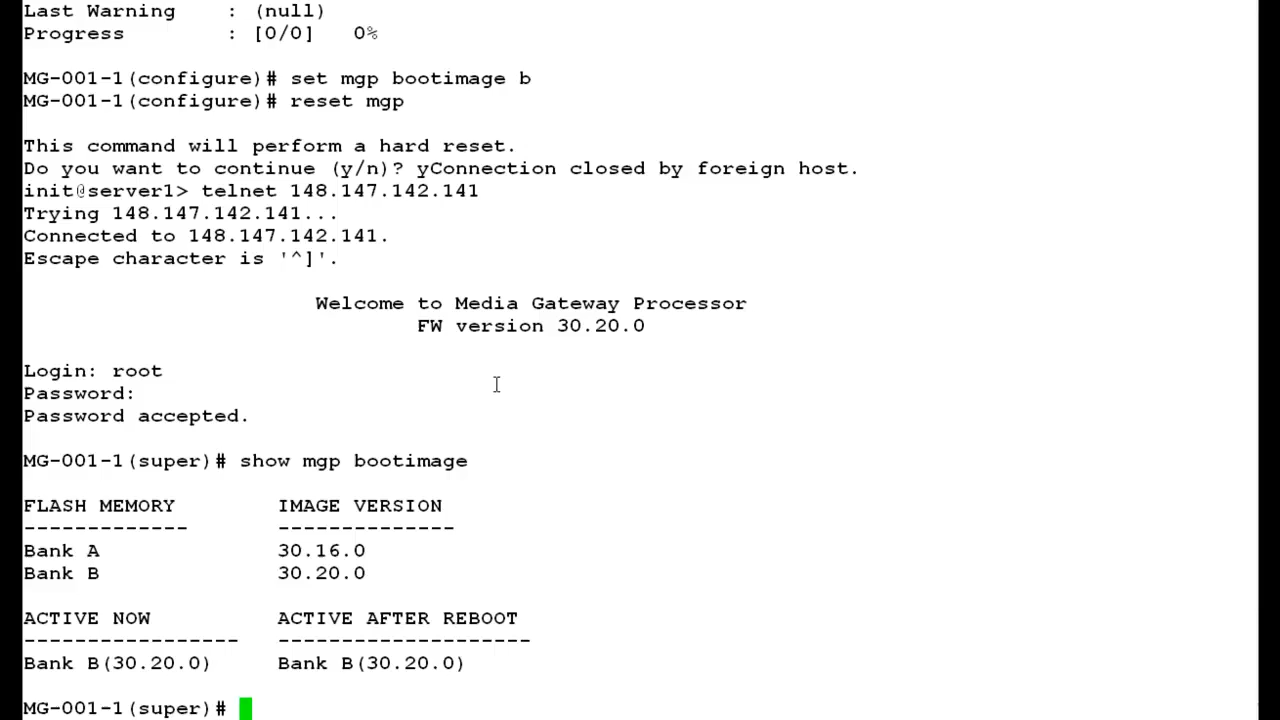 Last Warning    : (null)
Progress        : [0/0]   0%
MG-001-1(configure)# set mgp bootimage b
MG-001-1(configure)# reset mgp
This command will perform a hard reset.
Do you want to continue (y/n)? yConnection closed by foreign host.
init@server1> telnet 148.147.142.141
Trying 148.147.142.141...
Connected to 148.147.142.141.
Escape character is '^]'.
Welcome to Media Gateway Processor
FW version 30.20.0
Login: root
Password:
Password accepted.
MG-001-1(super)# show mgp bootimage
FLASH MEMORY        IMAGE VERSION
-------------       --------------
Bank A              30.16.0
Bank B              30.20.0
ACTIVE NOW          ACTIVE AFTER REBOOT
-----------------   --------------------
Bank B(30.20.0)     Bank B(30.20.0)
MG-001-1(super)#